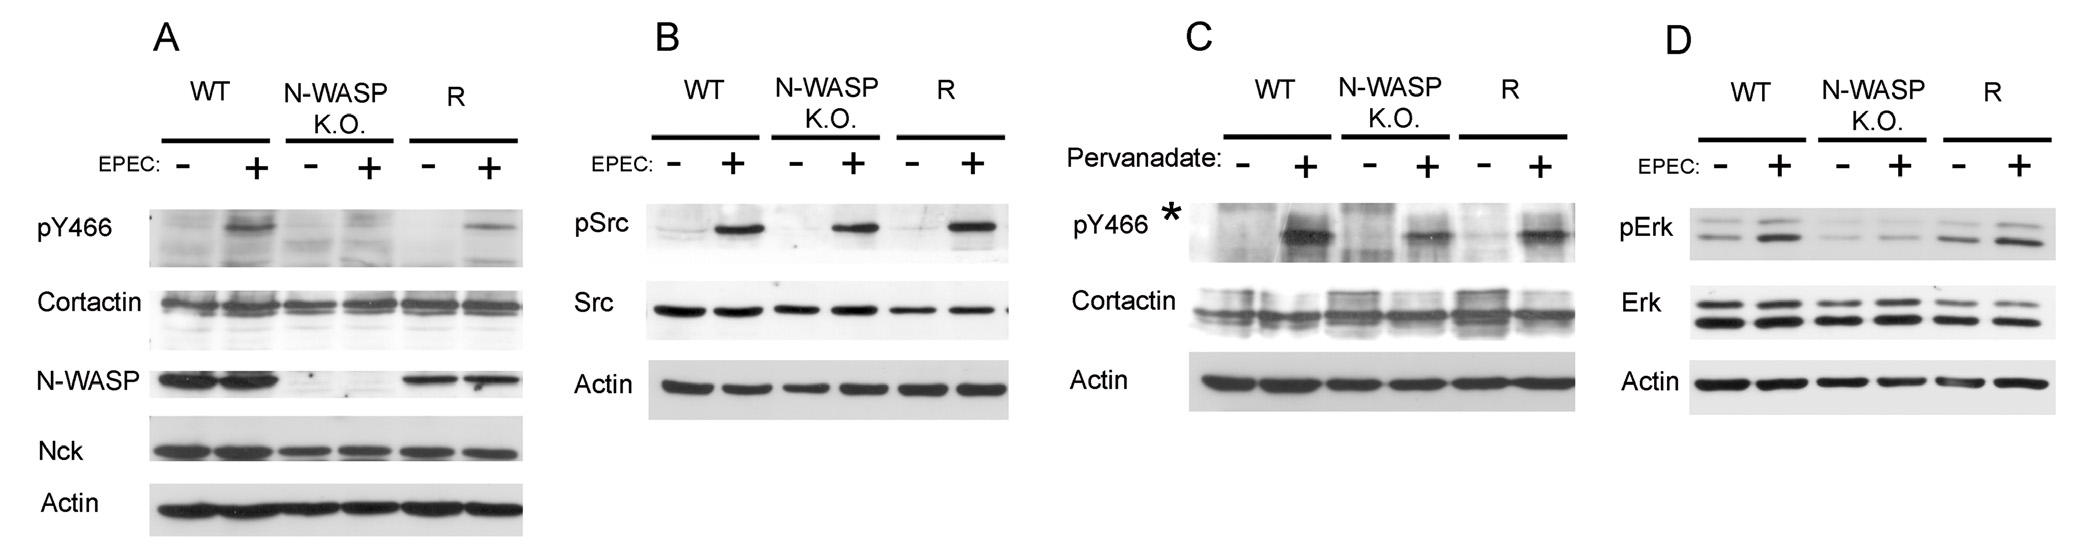 A
WT
N-WASP
K.O.
R
EPEC: - + - + - +
pY466
Cortactin
N-WASP
Nck
Actin
B
WT
N-WASP
K.O.
R
EPEC: - + - + - +
pSrc
Src
Actin
C
WT
N-WASP
K.O.
R
Pervanadate: - + - + - +
pY466 *
Cortactin
Actin
D
WT
N-WASP
K.O.
R
EPEC: - + - + - +
pErk
Erk
Actin